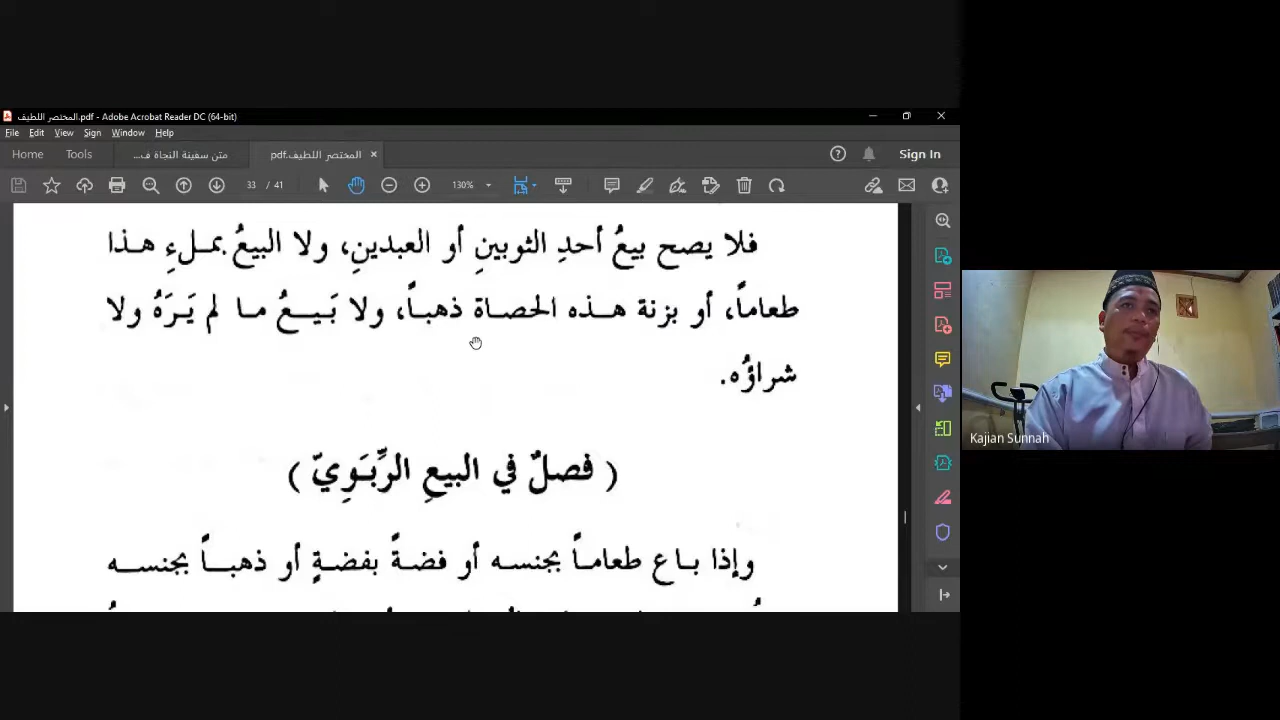 المختصر اللطيف.pdf - Adobe Acrobat Reader DC (64-bit)
File Edit View Sign Window Help
Home Tools متن سفينة النجاة ف... المختصر اللطيف.pdf × Sign In
33 / 41 130%
فلا يصح بيعُ أحدِ الثوبينِ أو العبدينِ، ولا البيعُ بملءِ هذا
طعاماً، أو بزنة هذه الحصاة ذهباً، ولا بَيعُ ما لم يَرَهُ ولا
شراؤُه.
( فصلٌ في البيعِ الرِّبَوِيّ )
وإذا باع طعاماً بجنسه أو فضةً بفضةٍ أو ذهباً بجنسه
Kajian Sunnah